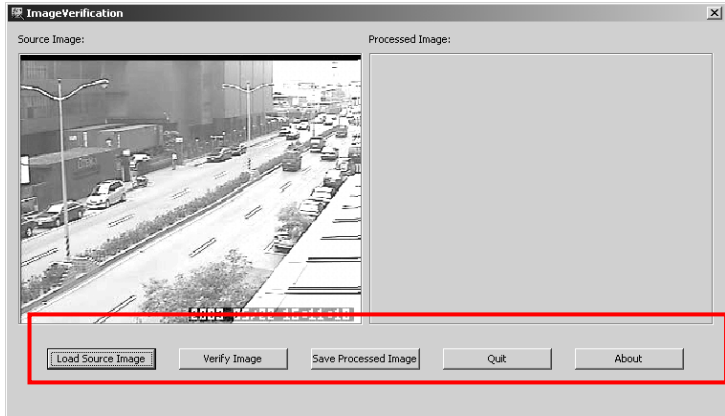 ImageVerification
Source Image:
Processed Image:
Load Source Image
Verify Image
Save Processed Image
Quit
About